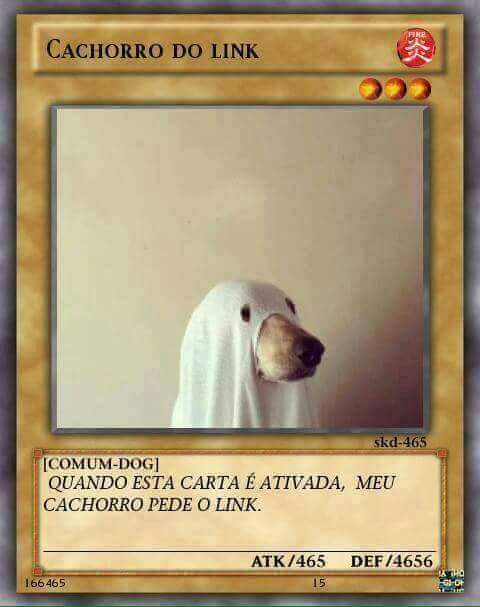 CACHORRO DO LINK
FIRE
炎
skd-465
[COMUM-DOG]
QUANDO ESTA CARTA É ATIVADA, MEU
CACHORRO PEDE O LINK.
ATK/465 DEF/4656
166465 15